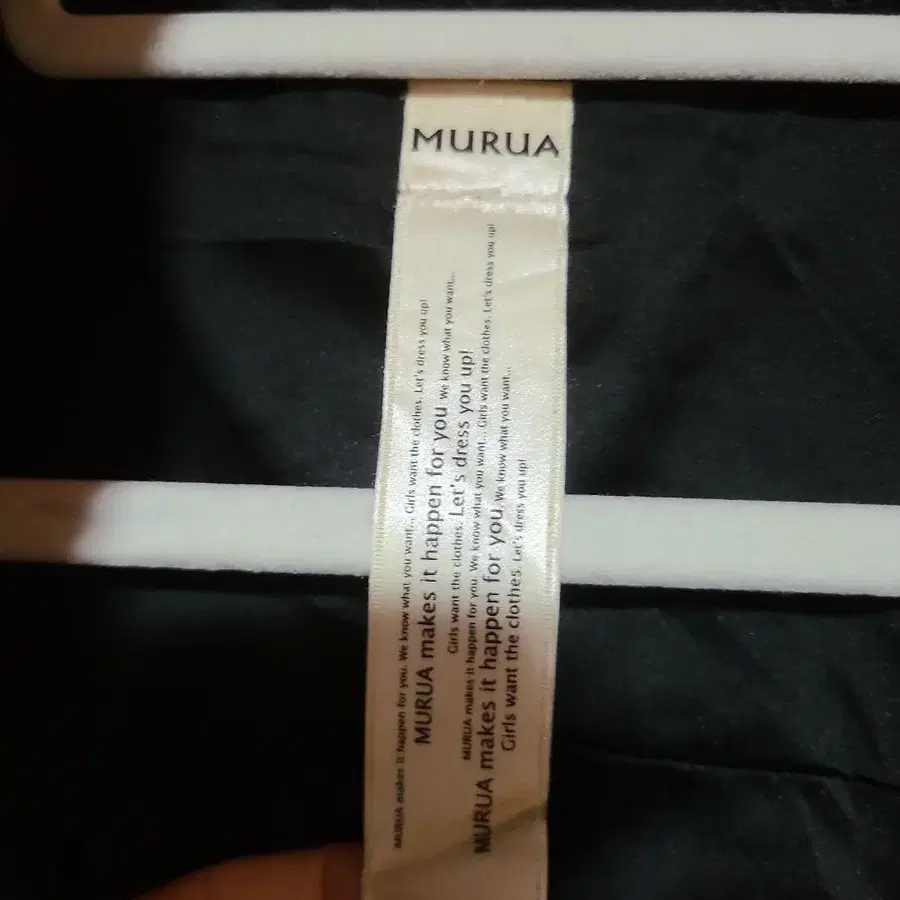 MURUA
MURUA makes it happen for you. We know what you want... Girls want the clothes. Let's dress you up!
MURUA makes it happen for you We know what you want...
Girls want the clothes. Let's dress you up!
MURUA makes it happen for you. We know what you want... Girls want the clothes. Let's dress you up!
MURUA makes it happen for you. We know what you want...
Girls want the clothes. Let's dress you up!